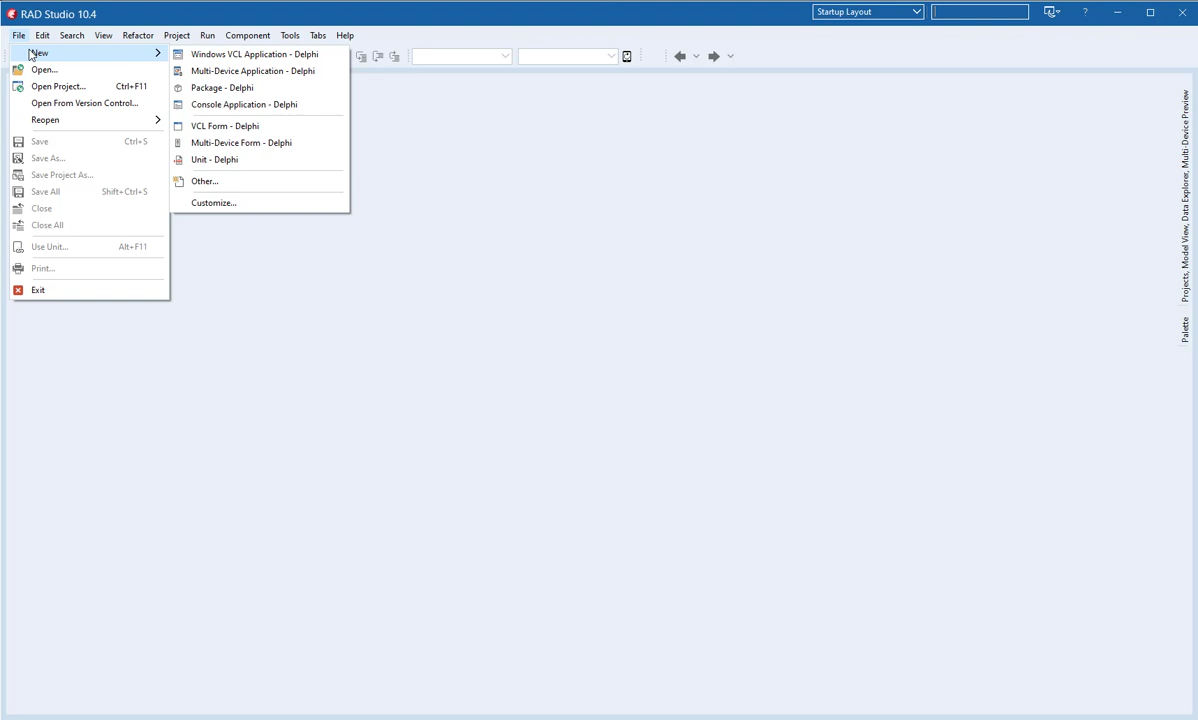 RAD Studio 10.4
Startup Layout
?
File Edit Search View Refactor Project Run Component Tools Tabs Help
New
Open...
Open Project... Ctrl+F11
Open From Version Control...
Reopen
Save Ctrl+S
Save As...
Save Project As...
Save All Shift+Ctrl+S
Close
Close All
Use Unit... Alt+F11
Print...
Exit
Windows VCL Application - Delphi
Multi-Device Application - Delphi
Package - Delphi
Console Application - Delphi
VCL Form - Delphi
Multi-Device Form - Delphi
Unit - Delphi
Other...
Customize...
Projects, Model View, Data Explorer, Multi-Device Preview
Palette